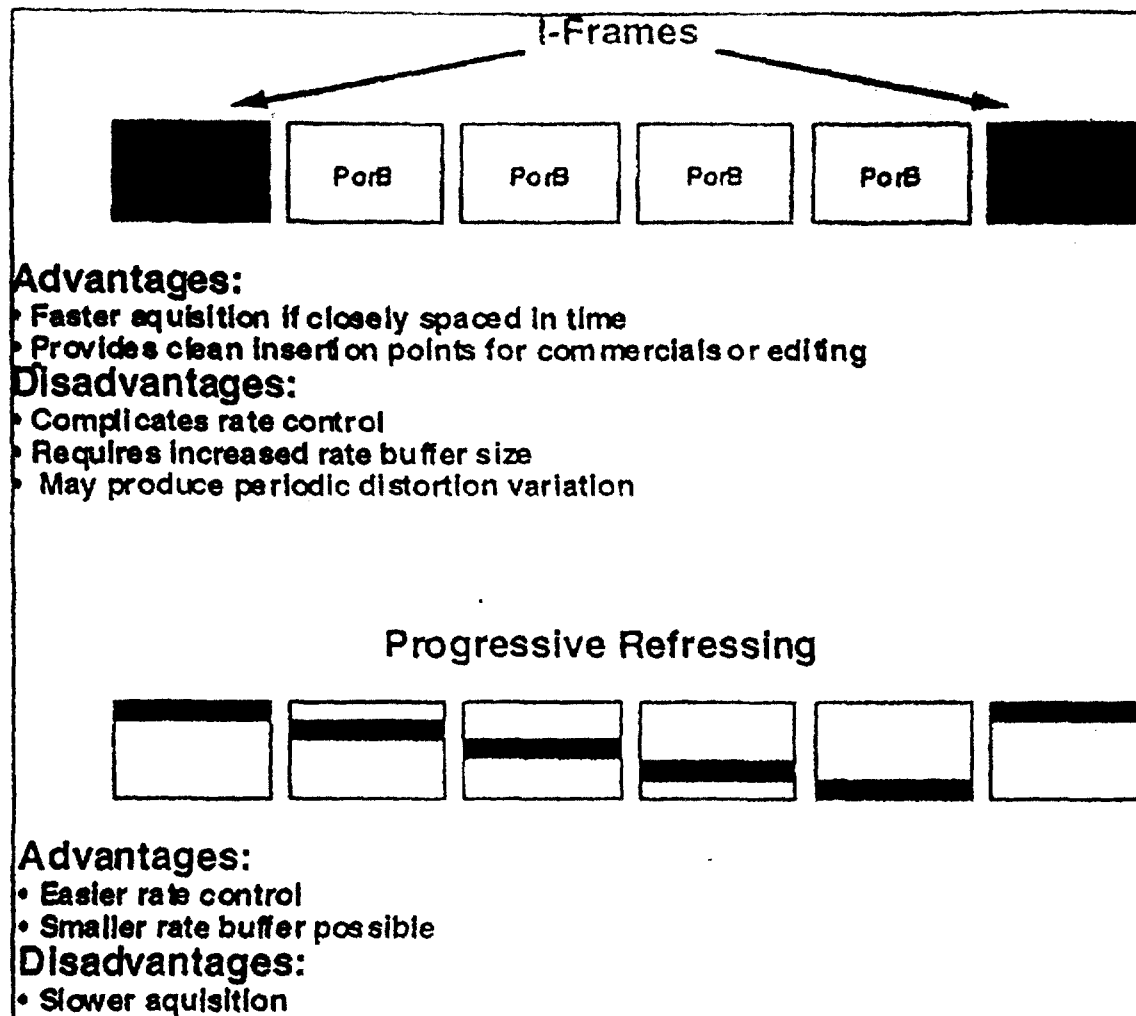 I-Frames
PorB PorB PorB PorB
Advantages:
• Faster aquisition if closely spaced in time
• Provides clean insertion points for commercials or editing
Disadvantages:
• Complicates rate control
• Requires increased rate buffer size
• May produce periodic distortion variation
Progressive Refressing
Advantages:
• Easier rate control
• Smaller rate buffer possible
Disadvantages:
• Slower aquisition